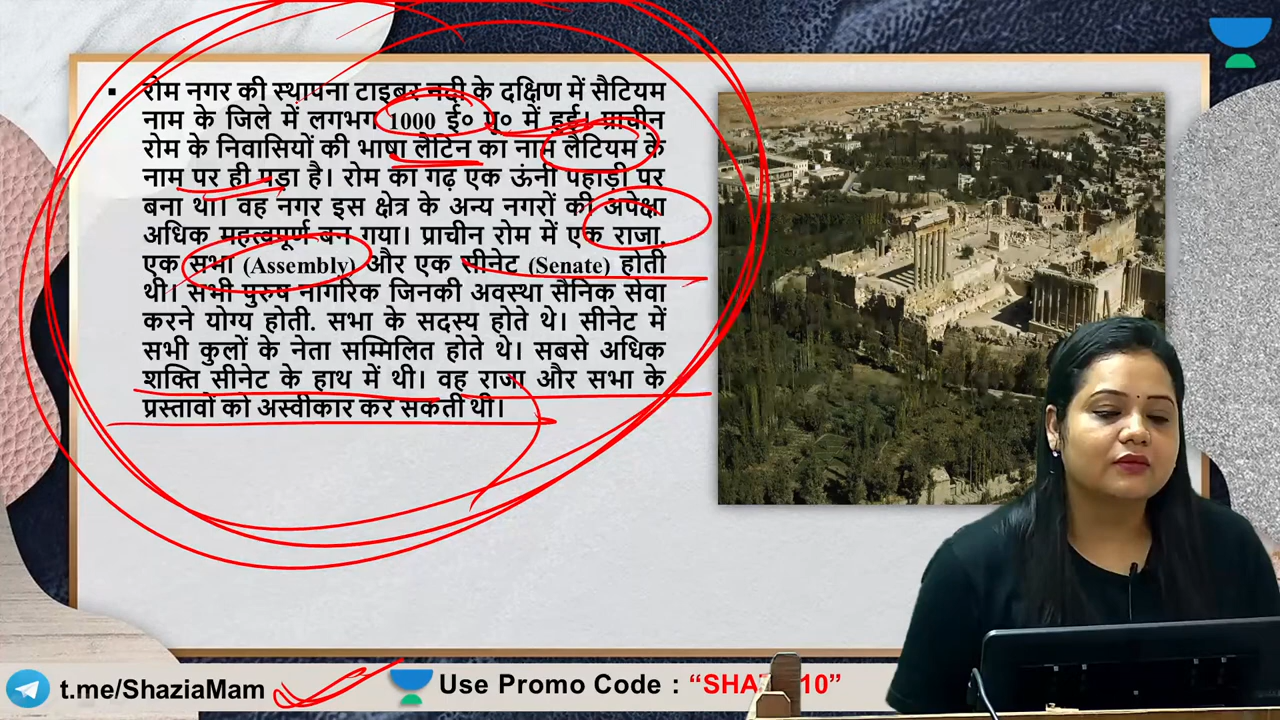 ▪ रोम नगर की स्थापना टाइबर नदी के दक्षिण में सैटियम
नाम के जिले में लगभग 1000 ई० पू० में हुई। प्राचीन
रोम के निवासियों की भाषा लैटिन का नाम लैटियम के
नाम पर ही पड़ा है। रोम का गढ़ एक ऊंनी पहाड़ी पर
बना था। वह नगर इस क्षेत्र के अन्य नगरों की अपेक्षा
अधिक महत्वपूर्ण बन गया। प्राचीन रोम में एक राजा,
एक सभा (Assembly) और एक सीनेट (Senate) होती
थी। सभी पुरुष नागरिक जिनकी अवस्था सैनिक सेवा
करने योग्य होती. सभा के सदस्य होते थे। सीनेट में
सभी कुलों के नेता सम्मिलित होते थे। सबसे अधिक
शक्ति सीनेट के हाथ में थी। वह राजा और सभा के
प्रस्तावों को अस्वीकार कर सकती थी।
t.me/ShaziaMam
Use Promo Code :